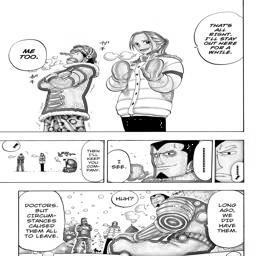 THAT'S
ALL
RIGHT.
I'LL STAY
OUT HERE
FOR A
WHILE.
ME
TOO.
I
SEE.
THEN I'LL
KEEP
YOU COM-
PANY.
LONG
AGO,
WE
DID
HAVE
THEM.
HUH?
DOCTORS.
BUT
CIRCUM-
STANCES
CAUSED
THEM ALL
TO LEAVE.